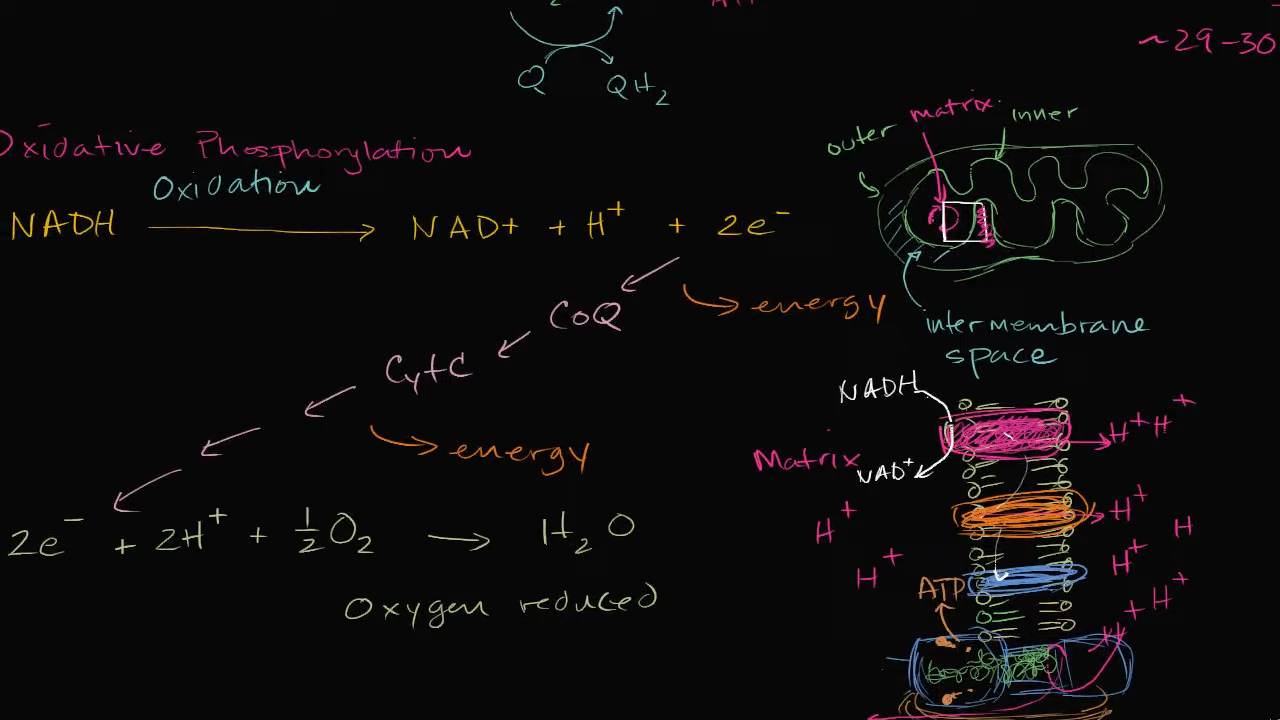 ~29-30
Q QH2
Oxidative Phosphorylation
Oxidation
NADH → NAD+ + H+ + 2e-
CoQ
energy
Cyt C
energy
2e- + 2H+ + 1/2 O2 → H2O
Oxygen reduced
outer
matrix
inner
intermembrane
space
NADH
NAD+
Matrix
H+ H+
H+
H+
H+
H
H+
H+
H+
ATP